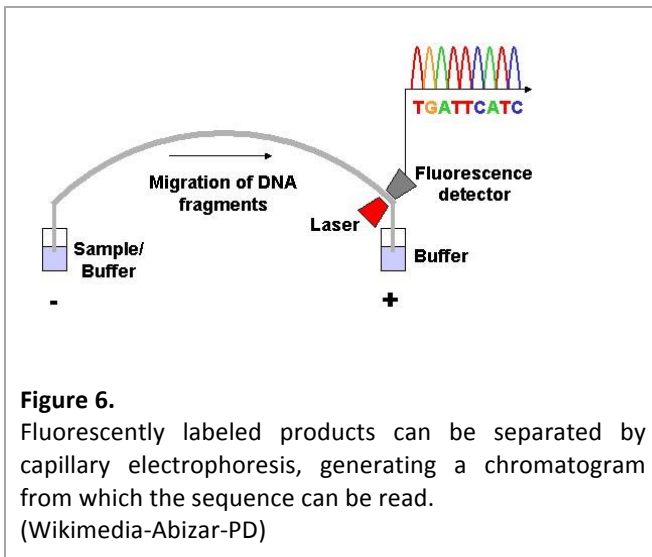 TGATTCATC
Migration of DNA
fragments
Fluorescence
detector
Laser
Sample/
Buffer
Buffer
-
+
Figure 6.
Fluorescently labeled products can be separated by
capillary electrophoresis, generating a chromatogram
from which the sequence can be read.
(Wikimedia-Abizar-PD)